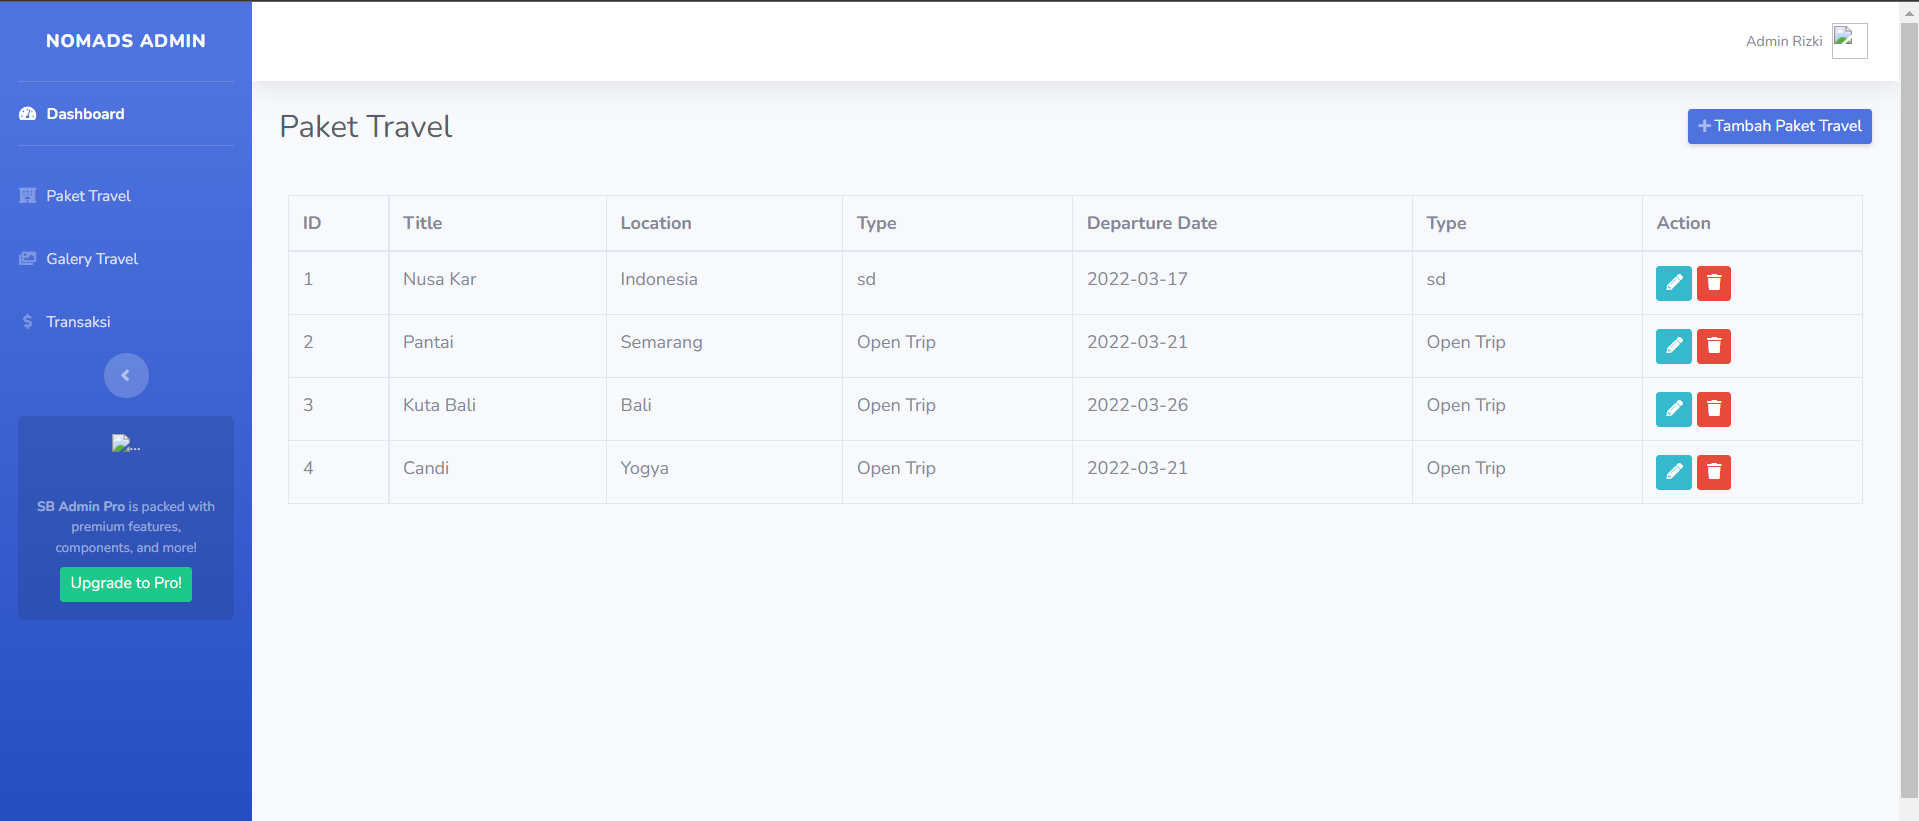 NOMADS ADMIN
Admin Rizki
Dashboard
Paket Travel
Galery Travel
Transaksi
...
SB Admin Pro is packed with
premium features,
components, and more!
Upgrade to Pro!
Paket Travel
Tambah Paket Travel
ID Title Location Type Departure Date Type Action
1 Nusa Kar Indonesia sd 2022-03-17 sd
2 Pantai Semarang Open Trip 2022-03-21 Open Trip
3 Kuta Bali Bali Open Trip 2022-03-26 Open Trip
4 Candi Yogya Open Trip 2022-03-21 Open Trip